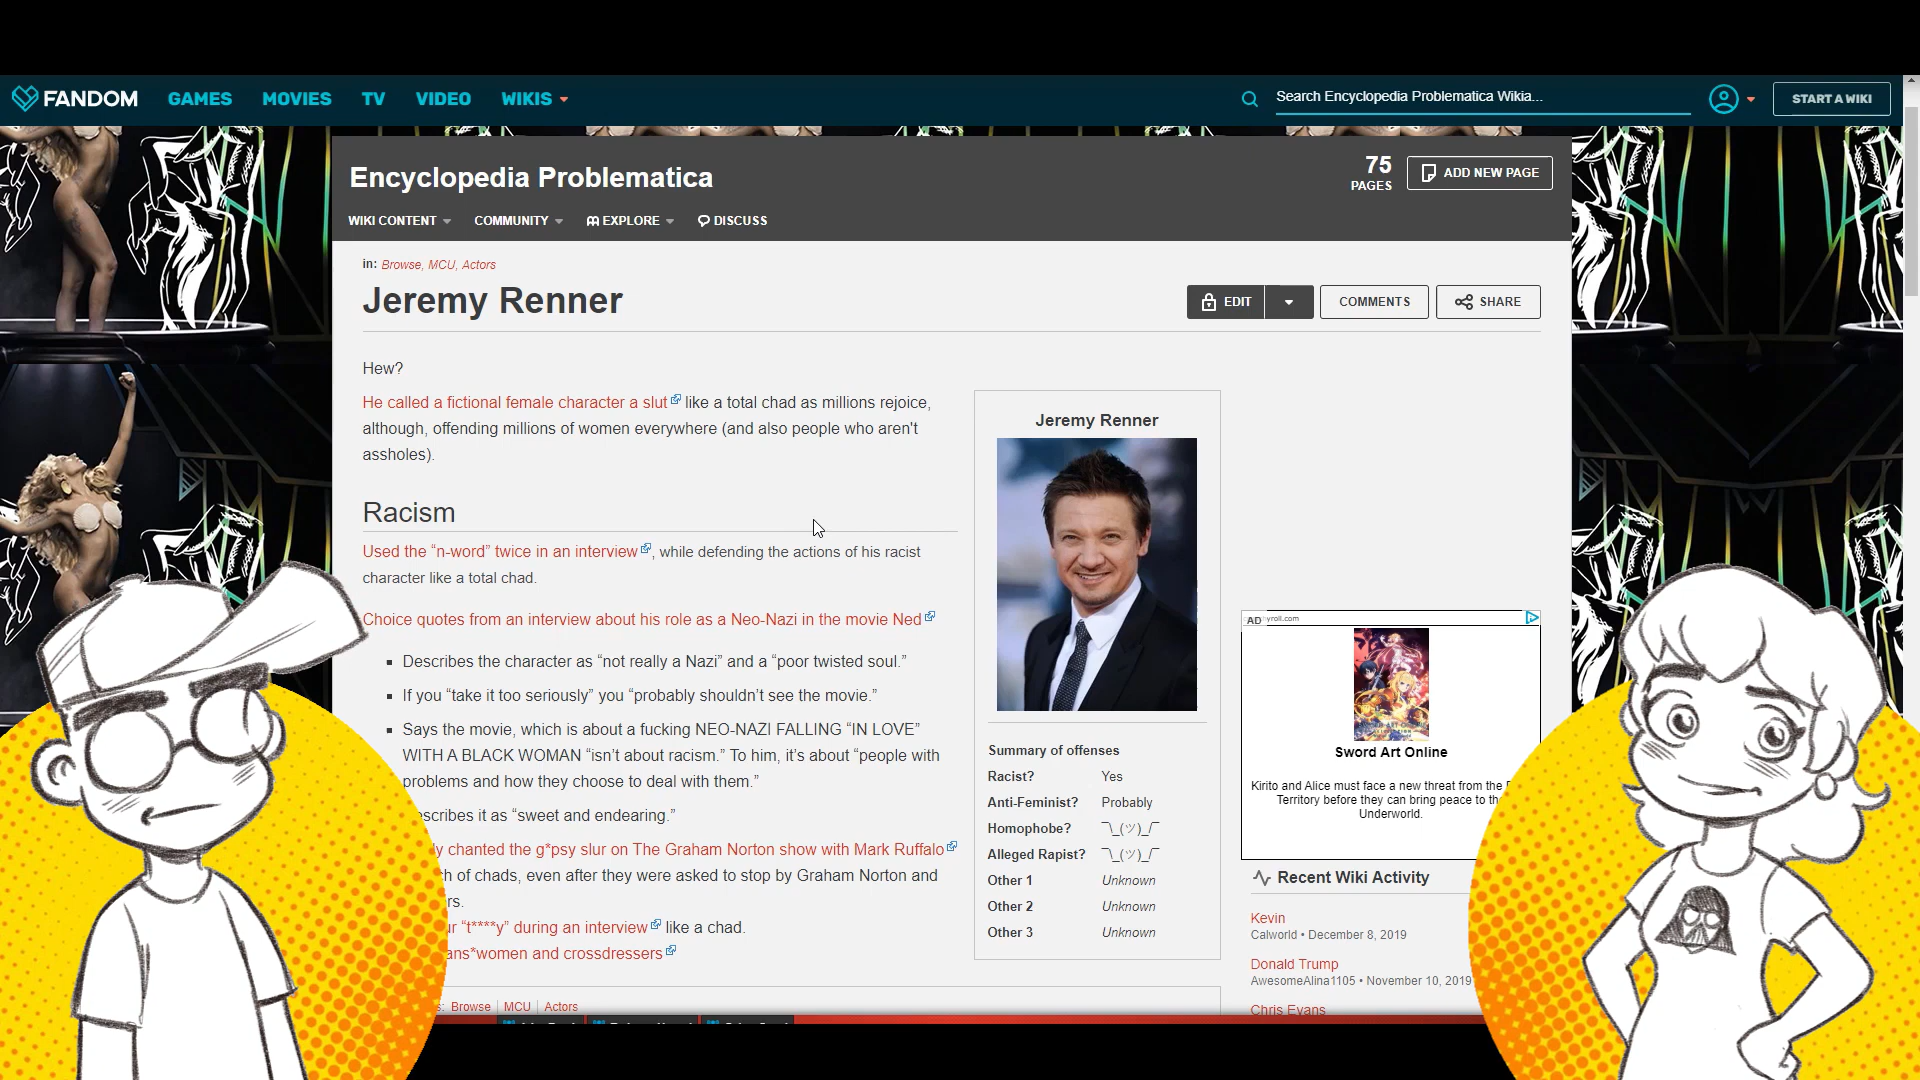 FANDOM GAMES MOVIES TV VIDEO WIKIS Search Encyclopedia Problematica Wikia... START A WIKI
Encyclopedia Problematica
75
PAGES
ADD NEW PAGE
WIKI CONTENT COMMUNITY EXPLORE DISCUSS
in: Browse, MCU, Actors
Jeremy Renner
EDIT COMMENTS SHARE
Hew?
He called a fictional female character a slut like a total chad as millions rejoice,
although, offending millions of women everywhere (and also people who aren't
assholes).
Racism
Used the “n-word” twice in an interview, while defending the actions of his racist
character like a total chad.
Choice quotes from an interview about his role as a Neo-Nazi in the movie Ned
Describes the character as “not really a Nazi” and a “poor twisted soul.”
If you “take it too seriously” you “probably shouldn’t see the movie.”
Says the movie, which is about a fucking NEO-NAZI FALLING “IN LOVE”
WITH A BLACK WOMAN “isn’t about racism.” To him, it’s about “people with
problems and how they choose to deal with them.”
scribes it as “sweet and endearing.”
ly chanted the g*psy slur on The Graham Norton show with Mark Ruffalo
ch of chads, even after they were asked to stop by Graham Norton and
rs.
ur “t****y” during an interview like a chad.
ans*women and crossdressers
Browse MCU Actors
Jeremy Renner
Summary of offenses
Racist? Yes
Anti-Feminist? Probably
Homophobe? ¯\_(ツ)_/¯
Alleged Rapist? ¯\_(ツ)_/¯
Other 1 Unknown
Other 2 Unknown
Other 3 Unknown
AD yroll.com
Sword Art Online
Kirito and Alice must face a new threat from the
Territory before they can bring peace to the
Underworld.
Recent Wiki Activity
Kevin
Calworld • December 8, 2019
Donald Trump
AwesomeAlina1105 • November 10, 2019
Chris Evans